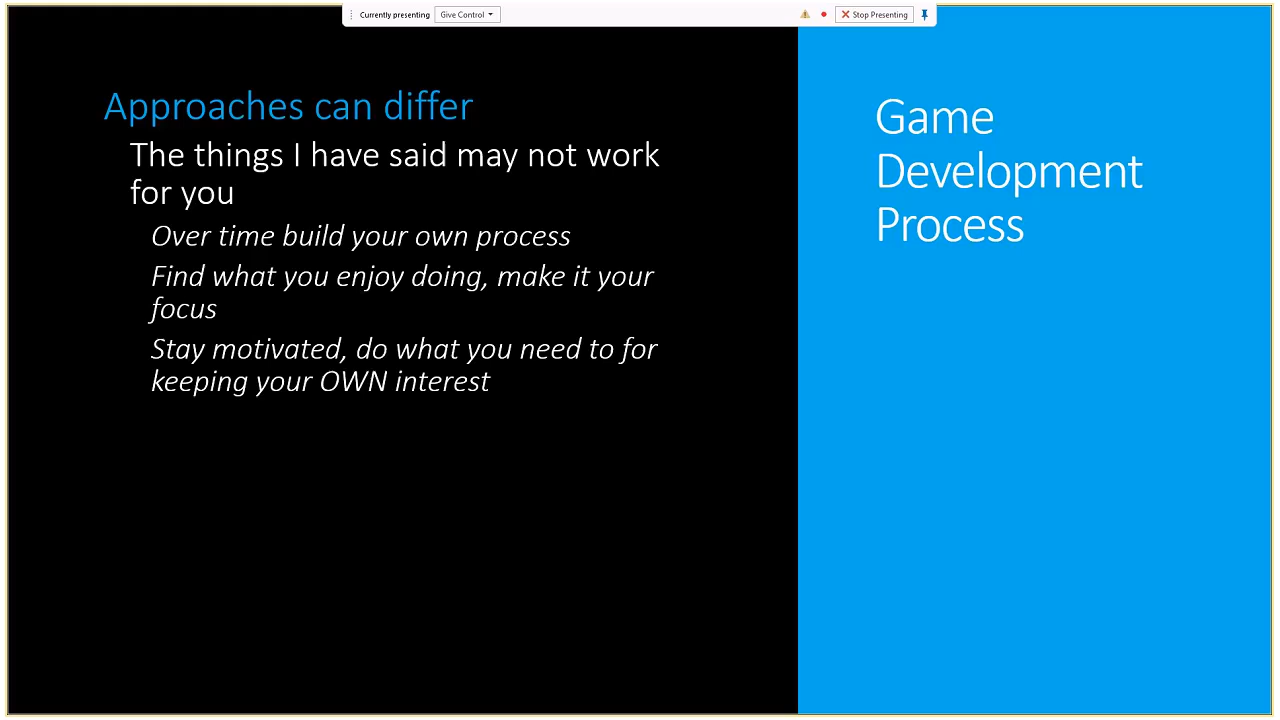 Currently presenting
Give Control
Stop Presenting
Approaches can differ
The things I have said may not work
for you
Over time build your own process
Find what you enjoy doing, make it your
focus
Stay motivated, do what you need to for
keeping your OWN interest
Game
Development
Process